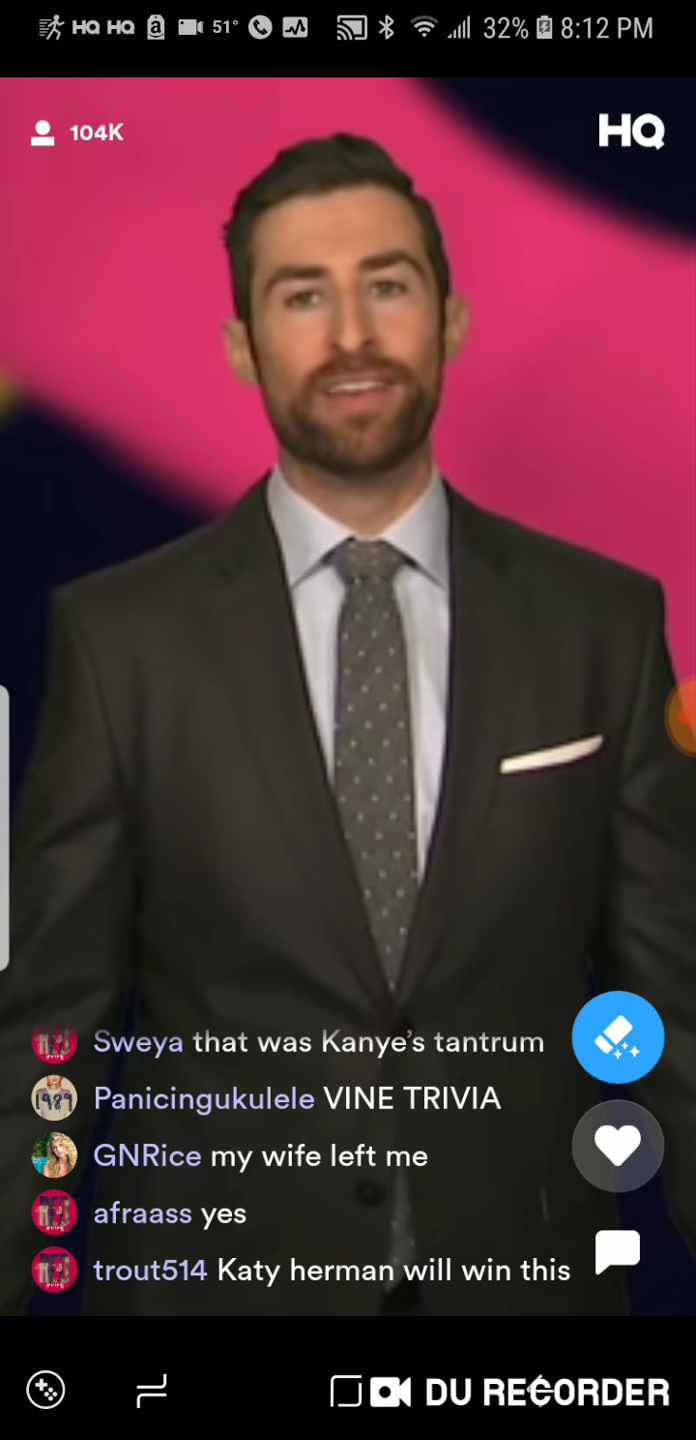 HQ HQ a 51° 32% 8:12 PM
104K HQ
Sweya that was Kanye's tantrum
1989 Panicingukulele VINE TRIVIA
GNRice my wife left me
afraass yes
trout514 Katy herman will win this
DU RECORDER